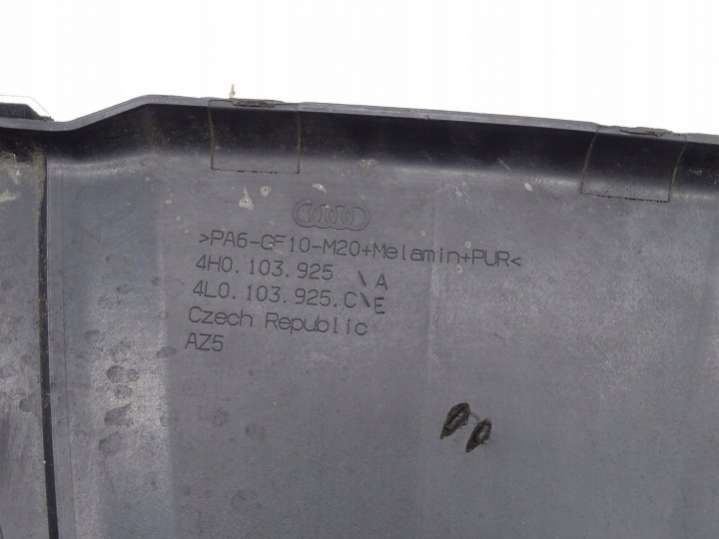 >PA6-GF10-M20+Melamin+PUR<
4H0.103.925 \A
4L0.103.925.C\E
Czech Republic
AZ5